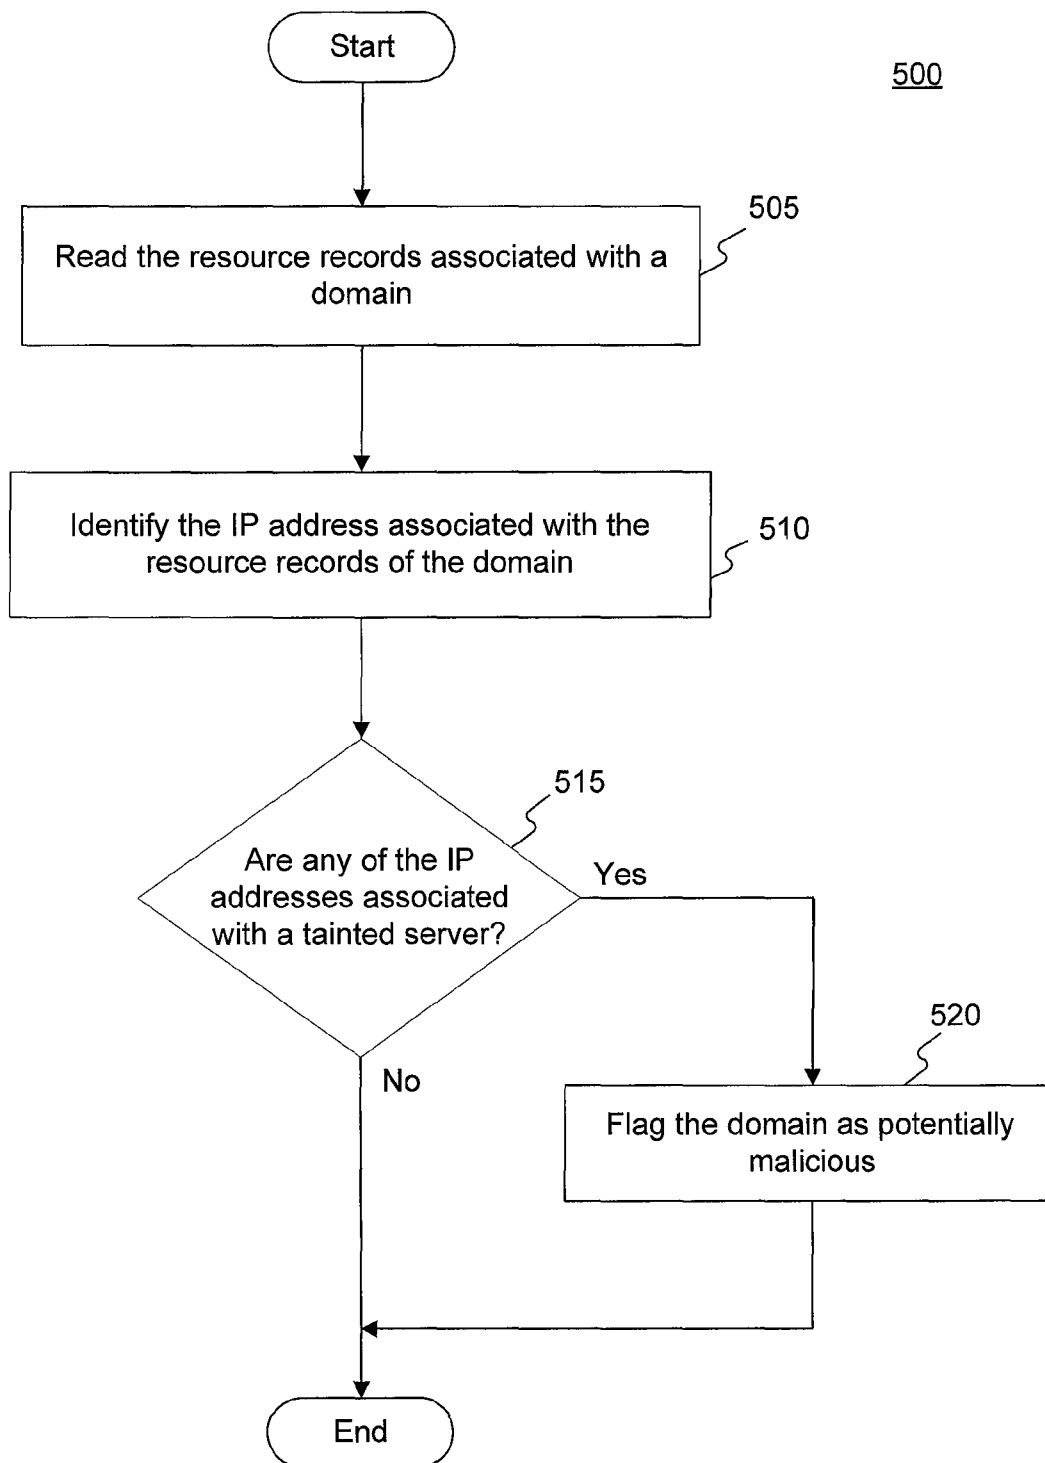 Start
500
505
Read the resource records associated with a
domain
Identify the IP address associated with the
resource records of the domain
510
515
Are any of the IP
addresses associated
with a tainted server?
Yes
No
520
Flag the domain as potentially
malicious
End